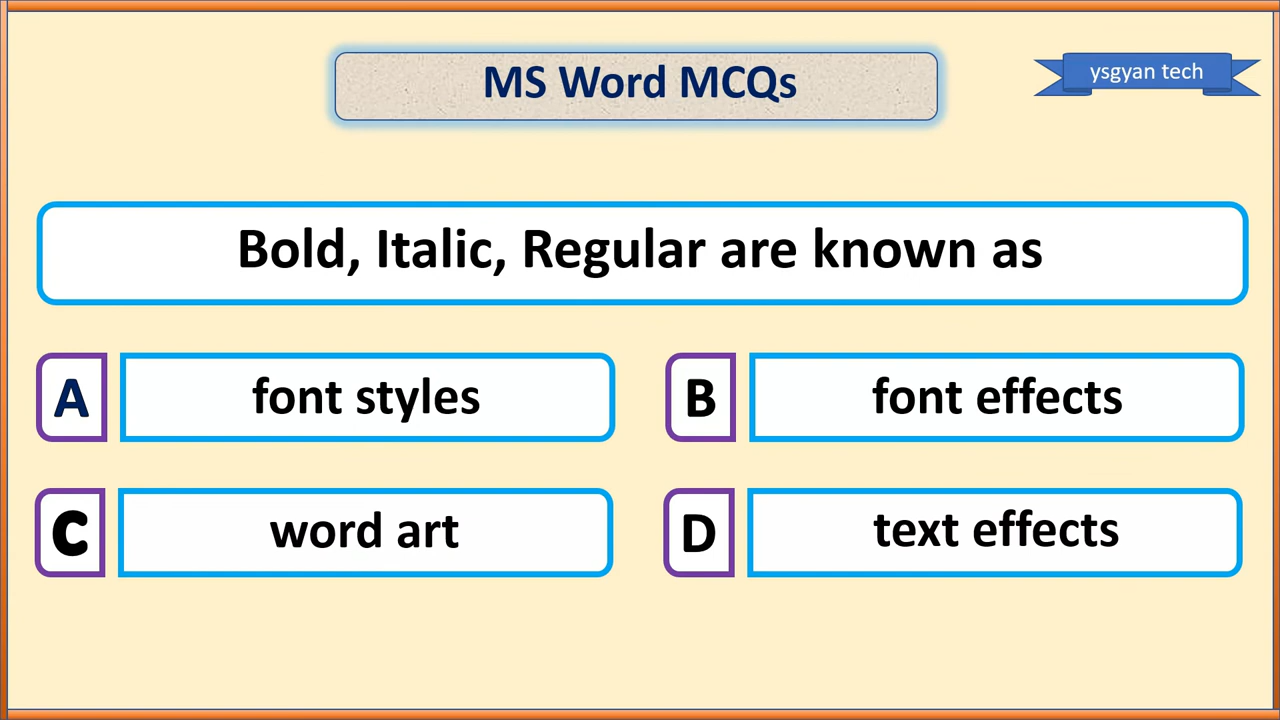 MS Word MCQs
ysgyan tech
Bold, Italic, Regular are known as
A font styles
B font effects
C word art
D text effects